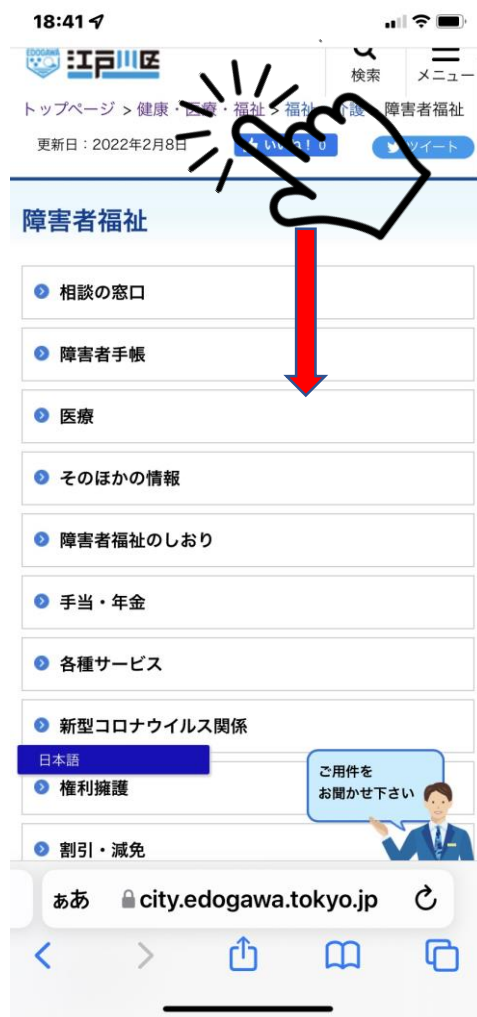 18:41
EDOGAWA 江戸川区
検索 メニュー
トップページ > 健康・医療・福祉 > 福祉 介護 障害者福祉
更新日:2022年2月8日 いいね! 0 ツイート
障害者福祉
相談の窓口
障害者手帳
医療
そのほかの情報
障害者福祉のしおり
手当・年金
各種サービス
新型コロナウイルス関係
日本語
ご用件を
お聞かせ下さい
権利擁護
割引・減免
ぁあ city.edogawa.tokyo.jp